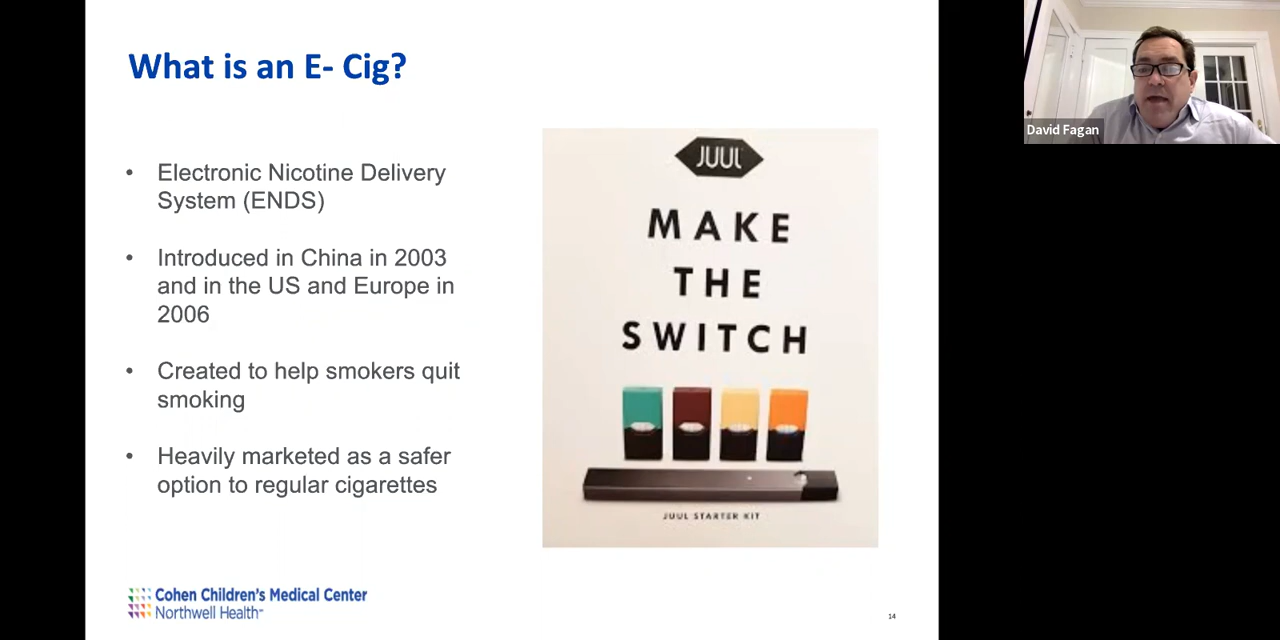 What is an E- Cig?
• Electronic Nicotine Delivery
System (ENDS)
• Introduced in China in 2003
and in the US and Europe in
2006
• Created to help smokers quit
smoking
• Heavily marketed as a safer
option to regular cigarettes
JUUL
MAKE
THE
SWITCH
JUUL STARTER KIT
Cohen Children's Medical Center
Northwell Health℠
14
David Fagan